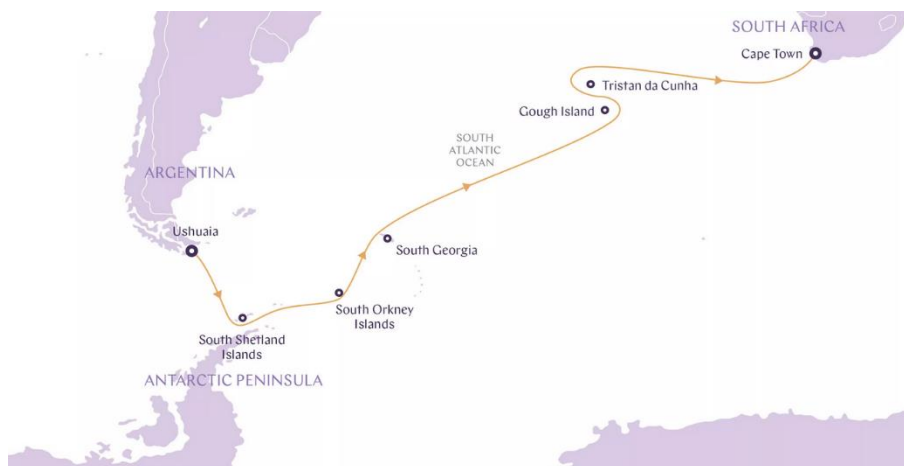 SOUTH AFRICA
Cape Town
Tristan da Cunha
Gough Island
SOUTH
ATLANTIC
OCEAN
ARGENTINA
Ushuaia
South Georgia
South Orkney
Islands
South Shetland
Islands
ANTARCTIC PENINSULA